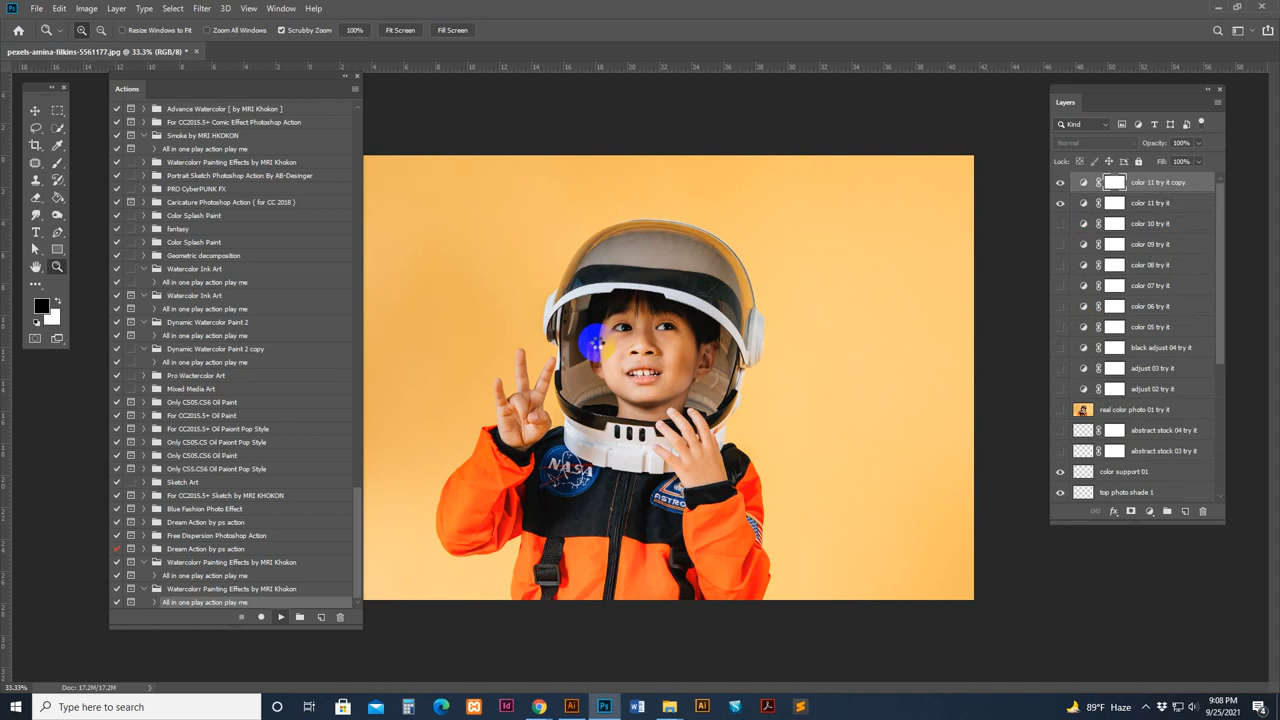 Ps File Edit Image Layer Type Select Filter 3D View Window Help
Resize Windows to Fit Zoom All Windows Scrubby Zoom 100% Fit Screen Fill Screen
pexels-amina-filkins-5561177.jpg @ 33.3% (RGB/8) *
Actions
Advance Watercolor [ by MRI Khokon ]
For CC2015.5+ Comic Effect Photoshop Action
Smoke by MRI HKOKON
All in one play action play me
Watercolorr Painting Effects by MRI Khokon
Portrait Sketch Photoshop Action By AB-Desinger
PRO CyberPUNK FX
Caricature Photoshop Action ( for CC 2018 )
Color Splash Paint
fantasy
Color Splash Paint
Geometric decomposition
Watercolor Ink Art
All in one play action play me
Watercolor Ink Art
All in one play action play me
Dynamic Watercolor Paint 2
All in one play action play me
Dynamic Watercolor Paint 2 copy
All in one play action play me
Pro Wactercolor Art
Mixed Media Art
Only CS05.CS6 Oil Paint
For CC2015.5+ Oil Paint
For CC2015.5+ Oil Paiont Pop Style
Only CS05.CS Oil Paiont Pop Style
Only CS05.CS6 Oil Paint
Only CS5.CS6 Oil Paiont Pop Style
Sketch Art
For CC2015.5+ Sketch by MRI KHOKON
Blue Fashion Photo Effect
Dream Action by ps action
Free Dispersion Photoshop Action
Dream Action by ps action
Watercolorr Painting Effects by MRI Khokon
All in one play action play me
Watercolorr Painting Effects by MRI Khokon
All in one play action play me
NASA
ASTRO
Layers
Kind
Normal Opacity: 100%
Lock: Fill: 100%
color 11 try it copy
color 11 try it
color 10 try it
color 09 try it
color 08 try it
color 07 try it
color 06 try it
color 05 try it
black adjust 04 try it
adjust 03 try it
adjust 02 try it
real color photo 01 try it
abstract stock 04 try it
abstract stock 03 try it
color support 01
top photo shade 1
33.33% Doc: 17.2M/17.2M
Type here to search
89°F Haze
9:08 PM
9/25/2021